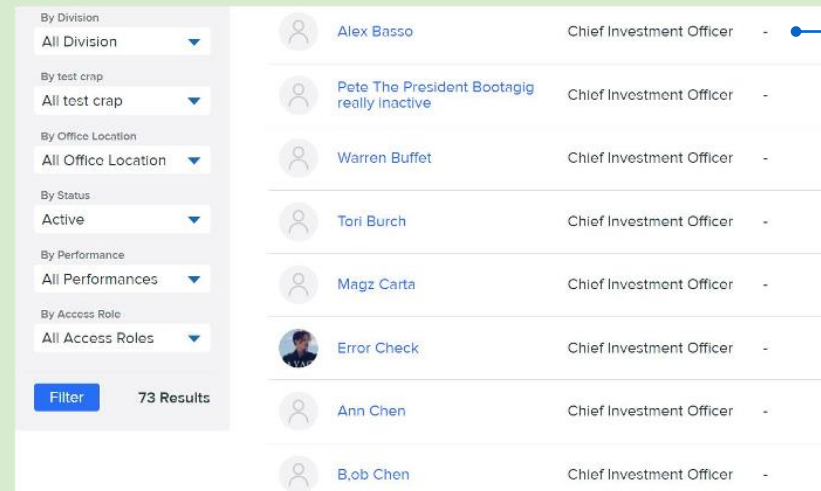 By Division
All Division
By test crap
All test crap
By Office Location
All Office Location
By Status
Active
By Performance
All Performances
By Access Role
All Access Roles
Filter 73 Results
Alex Basso Chief Investment Officer -
Pete The President Bootagig
really inactive Chief Investment Officer -
Warren Buffet Chief Investment Officer -
Tori Burch Chief Investment Officer -
Magz Carta Chief Investment Officer -
Error Check Chief Investment Officer -
Ann Chen Chief Investment Officer -
B,ob Chen Chief Investment Officer -